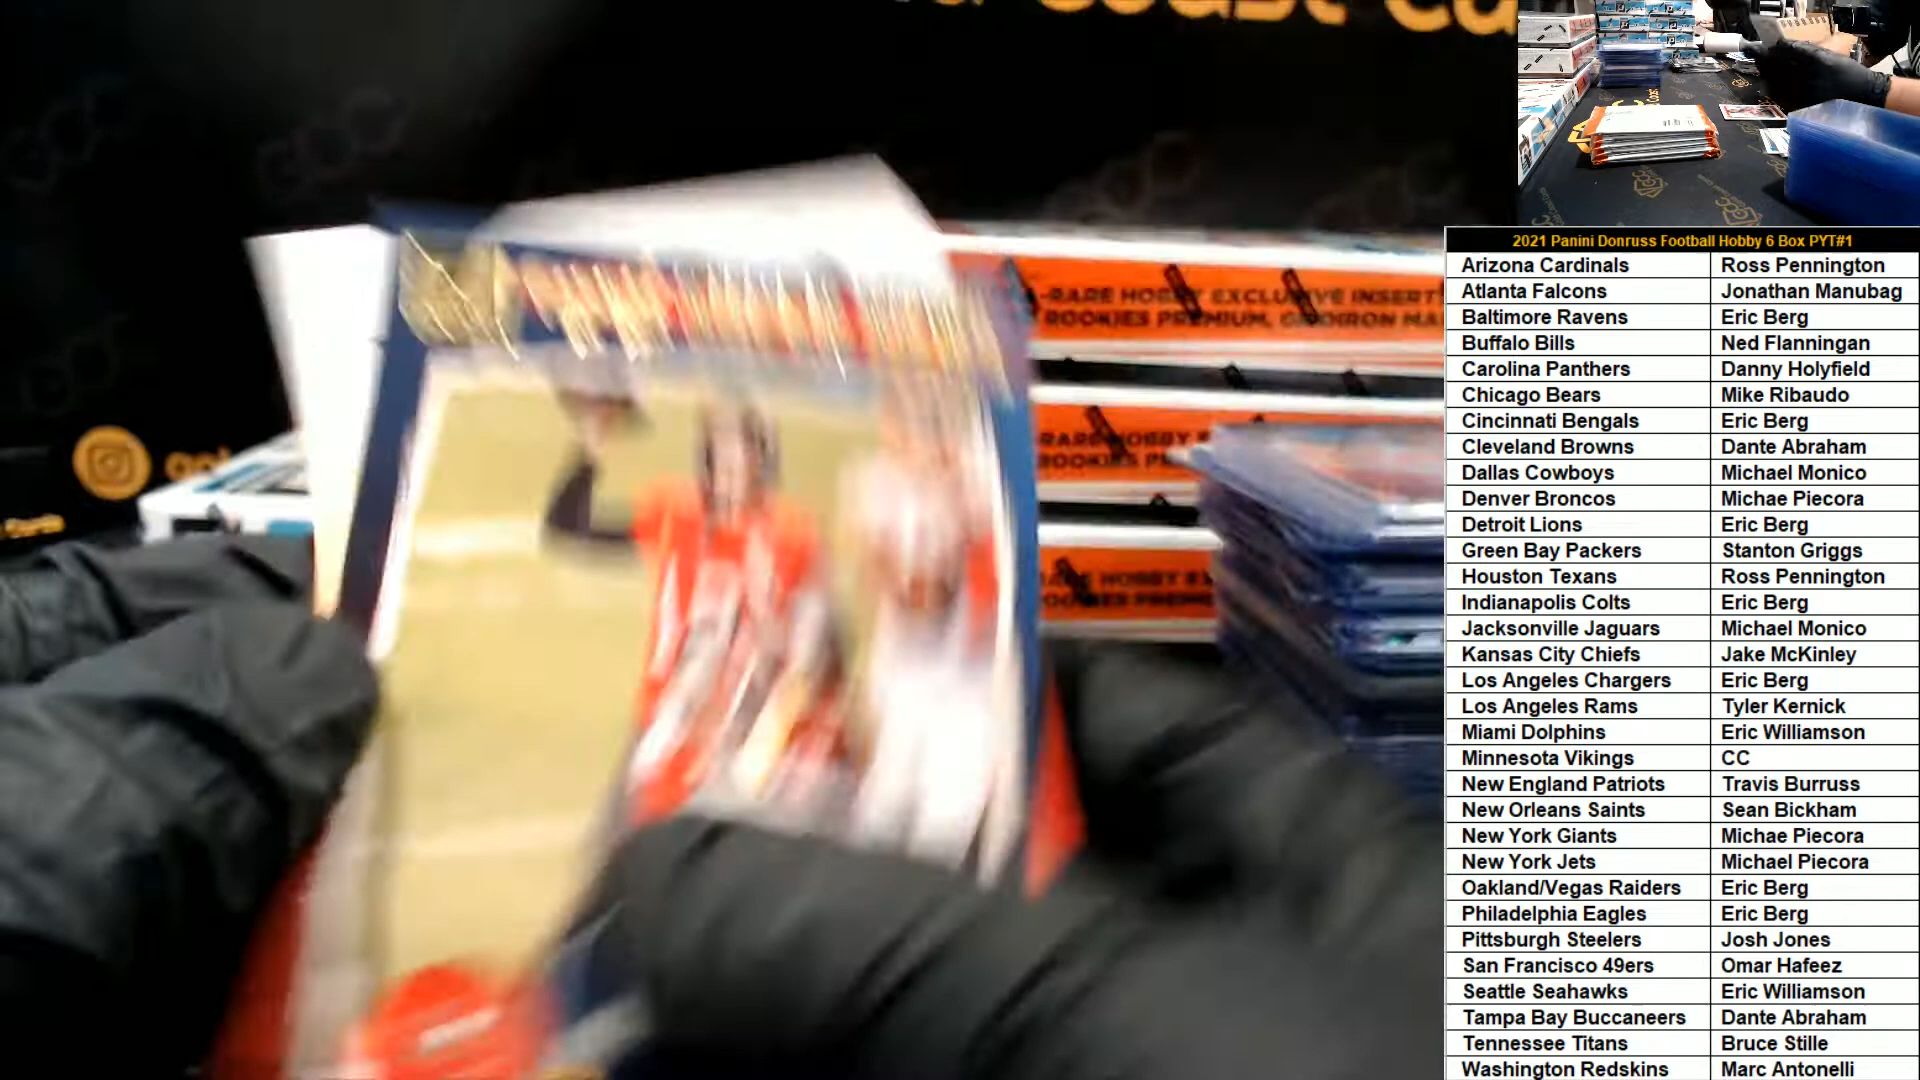 Coast Ca
2021 Panini Donruss Football Hobby 6 Box PYT#1
Arizona Cardinals Ross Pennington
Atlanta Falcons Jonathan Manubag
Baltimore Ravens Eric Berg
Buffalo Bills Ned Flanningan
Carolina Panthers Danny Holyfield
Chicago Bears Mike Ribaudo
Cincinnati Bengals Eric Berg
Cleveland Browns Dante Abraham
Dallas Cowboys Michael Monico
Denver Broncos Michae Piecora
Detroit Lions Eric Berg
Green Bay Packers Stanton Griggs
Houston Texans Ross Pennington
Indianapolis Colts Eric Berg
Jacksonville Jaguars Michael Monico
Kansas City Chiefs Jake McKinley
Los Angeles Chargers Eric Berg
Los Angeles Rams Tyler Kernick
Miami Dolphins Eric Williamson
Minnesota Vikings CC
New England Patriots Travis Burruss
New Orleans Saints Sean Bickham
New York Giants Michae Piecora
New York Jets Michael Piecora
Oakland/Vegas Raiders Eric Berg
Philadelphia Eagles Eric Berg
Pittsburgh Steelers Josh Jones
San Francisco 49ers Omar Hafeez
Seattle Seahawks Eric Williamson
Tampa Bay Buccaneers Dante Abraham
Tennessee Titans Bruce Stille
Washington Redskins Marc Antonelli
-RARE HOBBY EXCLUSIVE INSERT
ROOKIES PREMIUM, GRIDIRON MA
-RARE HOBBY